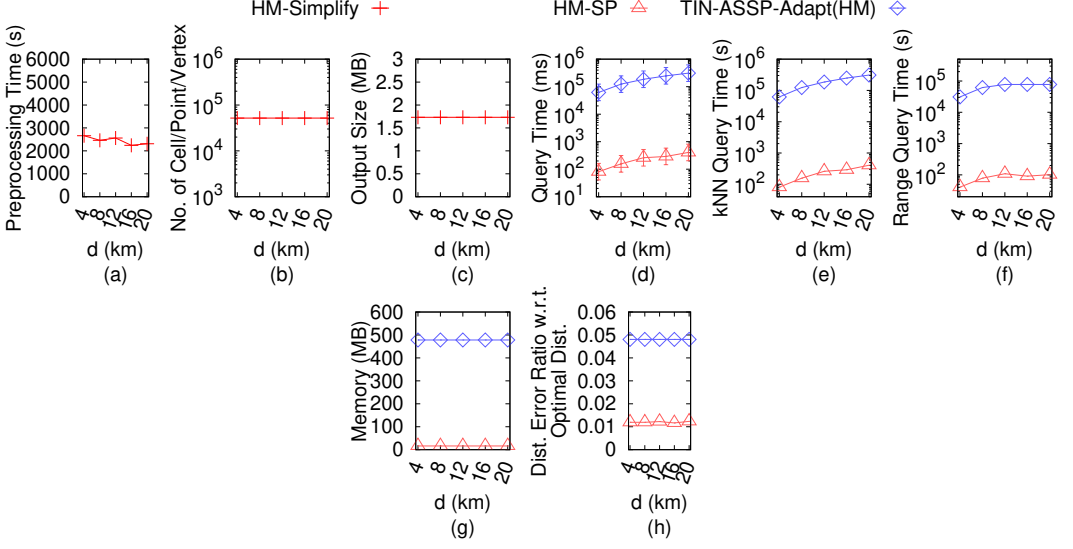 HM-Simplify HM-SP TIN-ASSP-Adapt(HM)
Preprocessing Time (s)
6000
5000
4000
3000
2000
1000
0
4 8 12 16 20
d (km)
(a)
No. of Cell/Point/Vertex
10^6
10^5
10^4
10^3
4 8 12 16 20
d (km)
(b)
Output Size (MB)
3
2.5
2
1.5
1
0.5
0
4 8 12 16 20
d (km)
(c)
Query Time (ms)
10^6
10^5
10^4
10^3
10^2
10^1
4 8 12 16 20
d (km)
(d)
kNN Query Time (s)
10^6
10^5
10^4
10^3
10^2
4 8 12 16 20
d (km)
(e)
Range Query Time (s)
10^5
10^4
10^3
10^2
4 8 12 16 20
d (km)
(f)
Memory (MB)
600
500
400
300
200
100
0
4 8 12 16 20
d (km)
(g)
Dist. Error Ratio w.r.t.
Optimal Dist.
0.06
0.05
0.04
0.03
0.02
0.01
0
4 8 12 16 20
d (km)
(h)